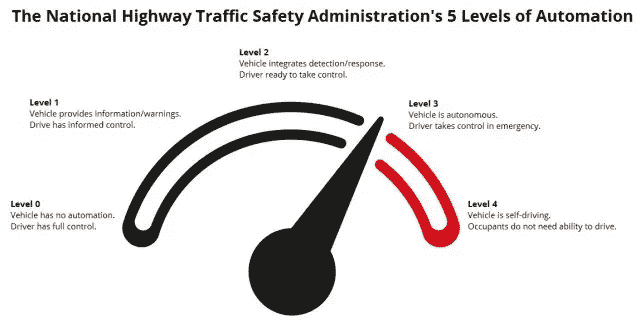 The National Highway Traffic Safety Administration's 5 Levels of Automation
Level 2
Vehicle integrates detection/response.
Driver ready to take control.
Level 1
Vehicle provides information/warnings.
Drive has informed control.
Level 3
Vehicle is autonomous.
Driver takes control in emergency.
Level 0
Vehicle has no automation.
Driver has full control.
Level 4
Vehicle is self-driving.
Occupants do not need ability to drive.